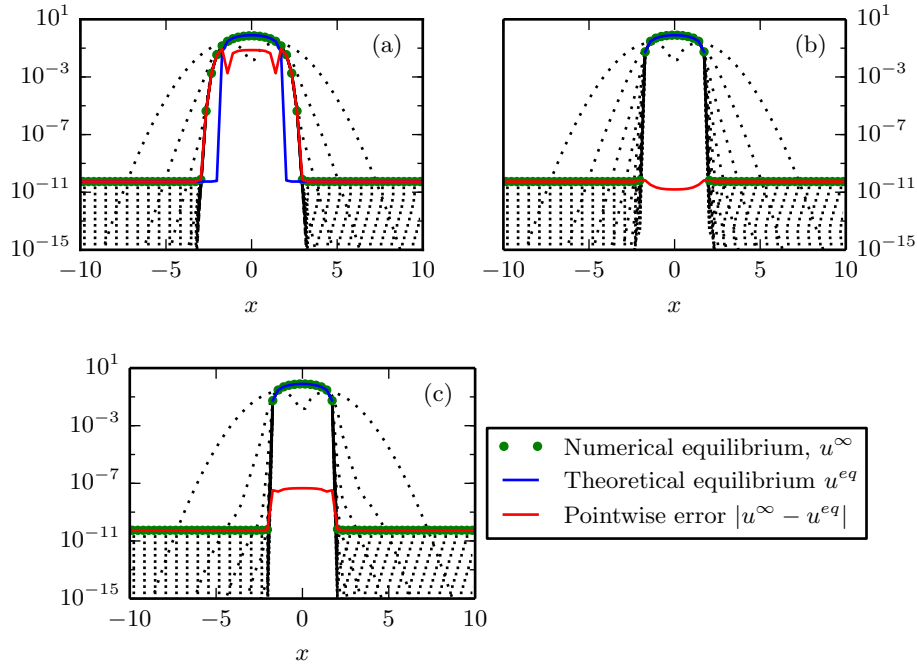 (a)
10^1
10^{-3}
10^{-7}
10^{-11}
10^{-15}
−10 −5 0 5 10
x
(b)
10^1
10^{-3}
10^{-7}
10^{-11}
10^{-15}
−10 −5 0 5 10
x
(c)
10^1
10^{-3}
10^{-7}
10^{-11}
10^{-15}
−10 −5 0 5 10
x
Numerical equilibrium, u^∞
Theoretical equilibrium u^{eq}
Pointwise error |u^∞ − u^{eq}|